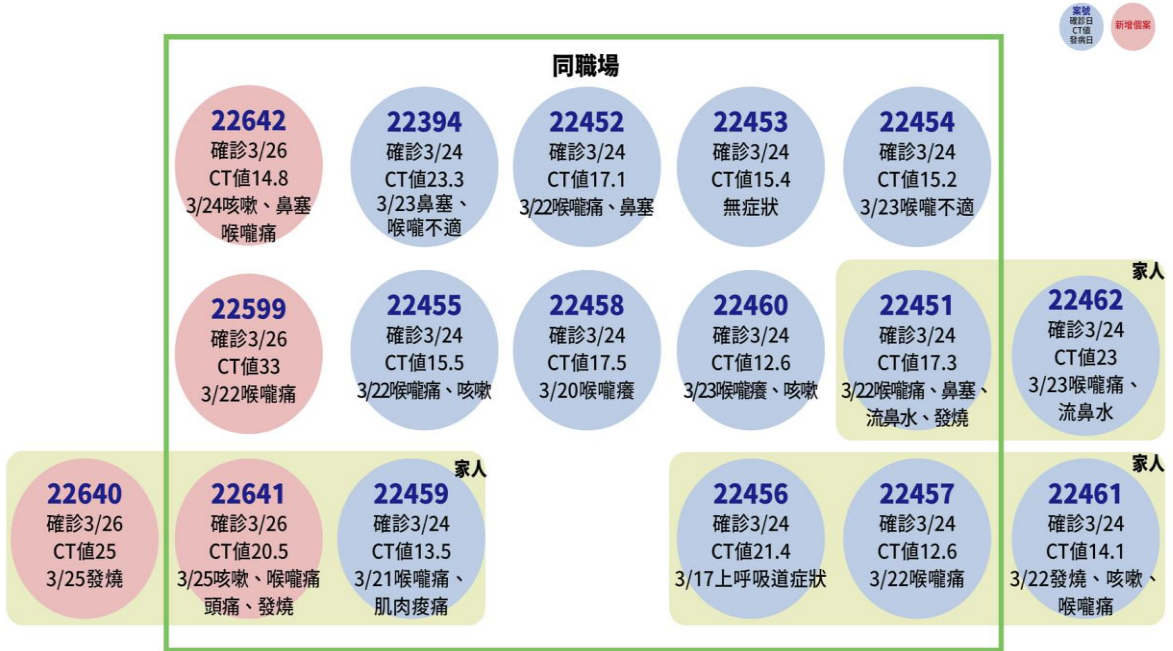 案號
確診日
CT值
發病日
新增個案
同職場
22642
確診3/26
CT值14.8
3/24咳嗽、鼻塞
喉嚨痛
22394
確診3/24
CT值23.3
3/23鼻塞、
喉嚨不適
22452
確診3/24
CT值17.1
3/22喉嚨痛、鼻塞
22453
確診3/24
CT值15.4
無症狀
22454
確診3/24
CT值15.2
3/23喉嚨不適
22599
確診3/26
CT值33
3/22喉嚨痛
22455
確診3/24
CT值15.5
3/22喉嚨痛、咳嗽
22458
確診3/24
CT值17.5
3/20喉嚨癢
22460
確診3/24
CT值12.6
3/23喉嚨癢、咳嗽
22451
確診3/24
CT值17.3
3/22喉嚨痛、鼻塞、
流鼻水、發燒
家人
22462
確診3/24
CT值23
3/23喉嚨痛、
流鼻水
22640
確診3/26
CT值25
3/25發燒
22641
確診3/26
CT值20.5
3/25咳嗽、喉嚨痛
頭痛、發燒
家人
22459
確診3/24
CT值13.5
3/21喉嚨痛、
肌肉痠痛
22456
確診3/24
CT值21.4
3/17上呼吸道症狀
22457
確診3/24
CT值12.6
3/22喉嚨痛
家人
22461
確診3/24
CT值14.1
3/22發燒、咳嗽、
喉嚨痛